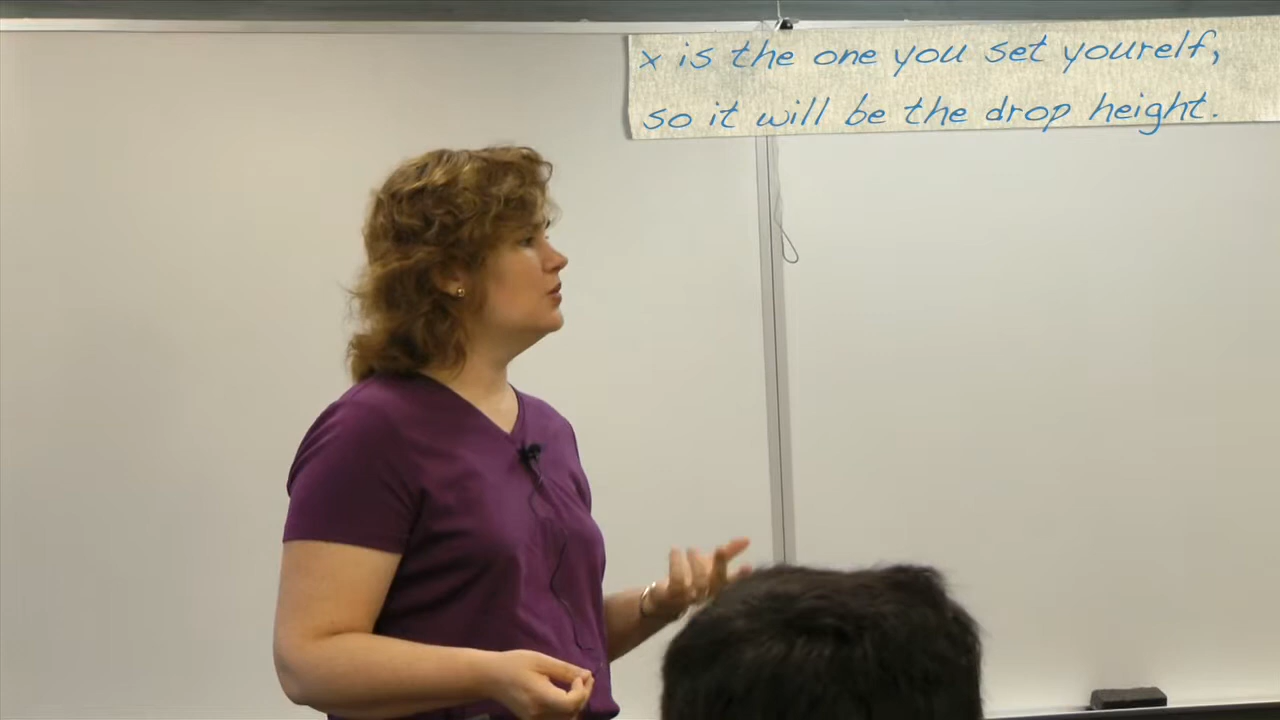 x is the one you set yourelf,
so it will be the drop height.